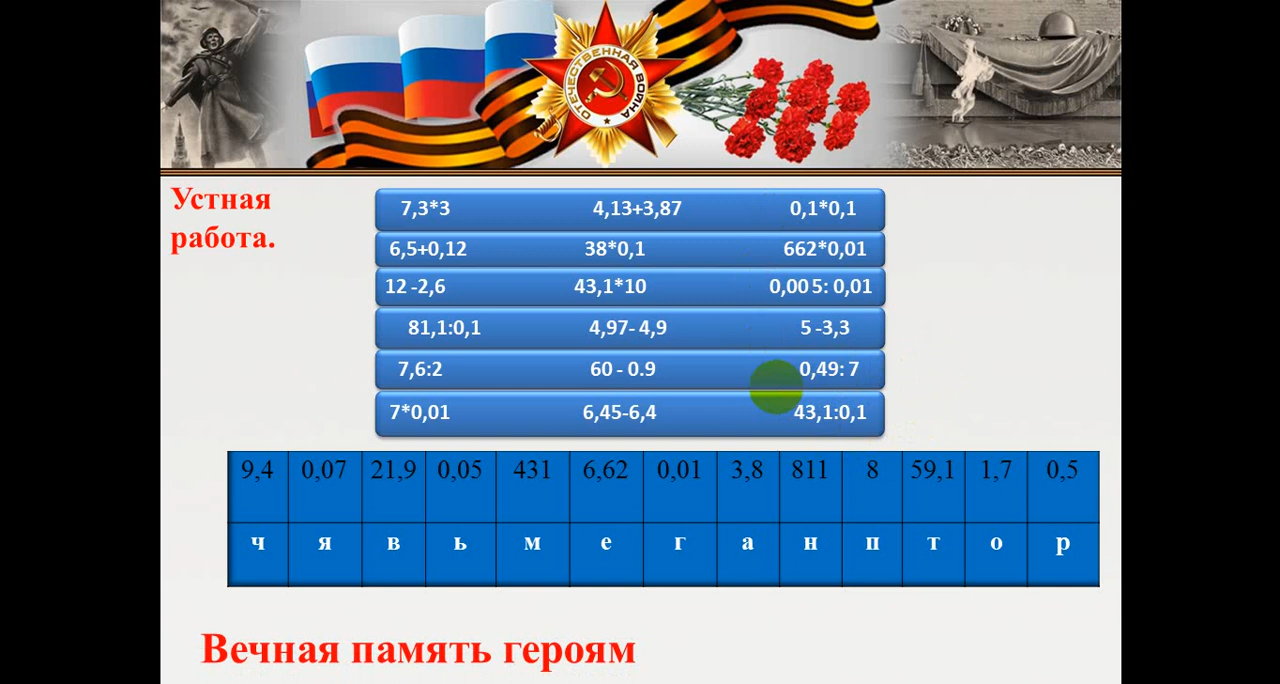 ОТЕЧЕСТВЕННАЯ ВОЙНА
Устная
работа.
7,3*3 4,13+3,87 0,1*0,1
6,5+0,12 38*0,1 662*0,01
12 -2,6 43,1*10 0,005: 0,01
81,1:0,1 4,97- 4,9 5 -3,3
7,6:2 60 - 0.9 0,49: 7
7*0,01 6,45-6,4 43,1:0,1
9,4 0,07 21,9 0,05 431 6,62 0,01 3,8 811 8 59,1 1,7 0,5
ч я в ь м е г а н п т о р
Вечная память героям